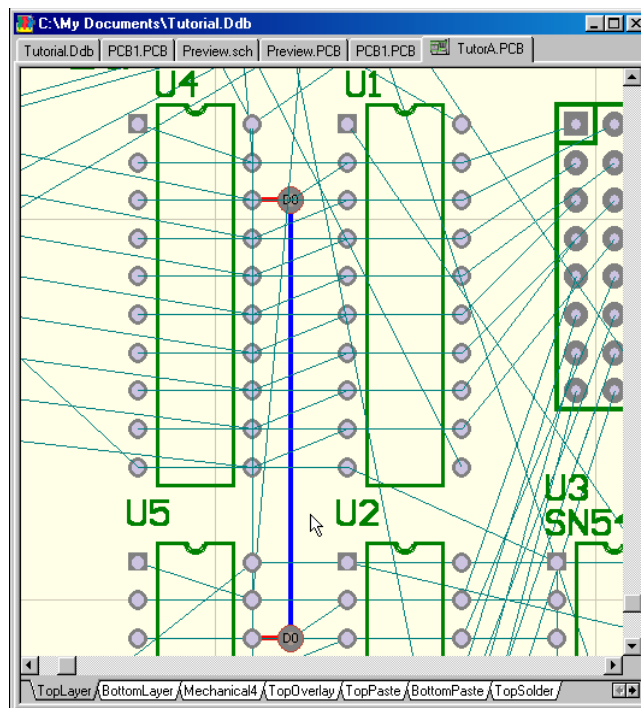 C:\My Documents\Tutorial.Ddb
Tutorial.Ddb PCB1.PCB Preview.sch Preview.PCB PCB1.PCB TutorA.PCB
U4 U1
D0
U3
U5 U2 SN54
D0
TopLayer BottomLayer Mechanical4 TopOverlay TopPaste BottomPaste TopSolder